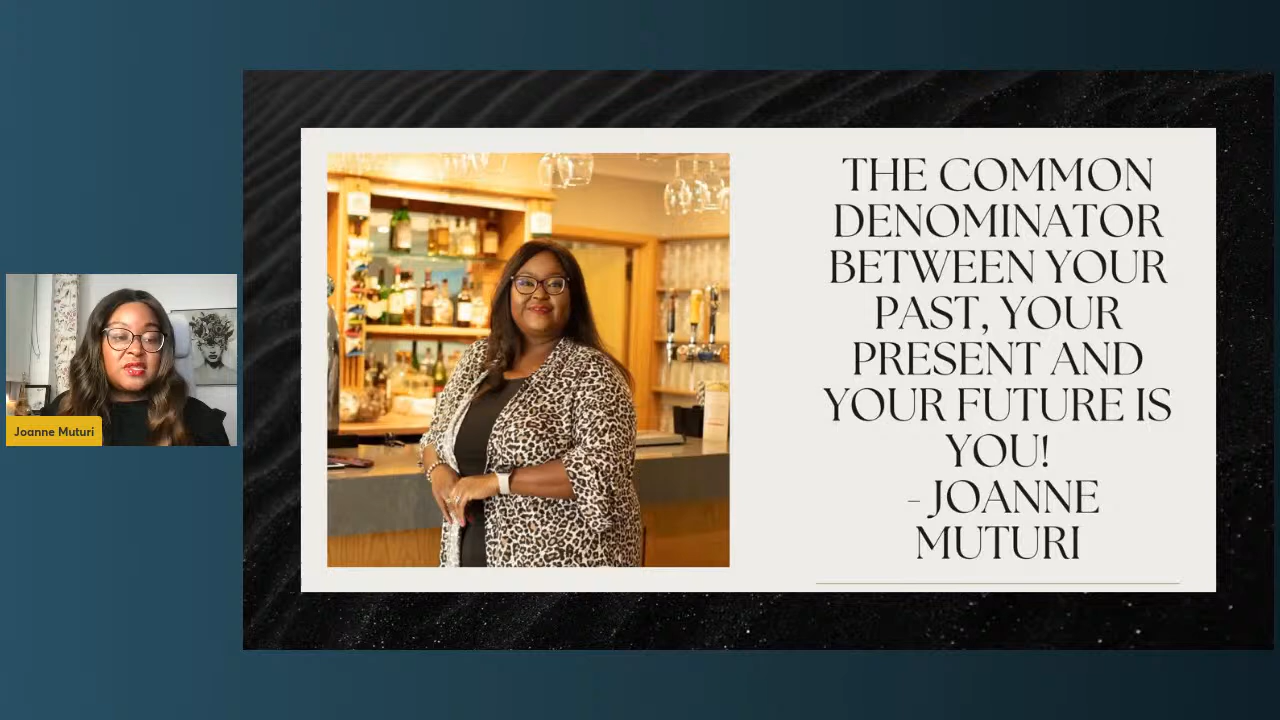 THE COMMON
DENOMINATOR
BETWEEN YOUR
PAST, YOUR
PRESENT AND
YOUR FUTURE IS
YOU!
- JOANNE
MUTURI
Joanne Muturi